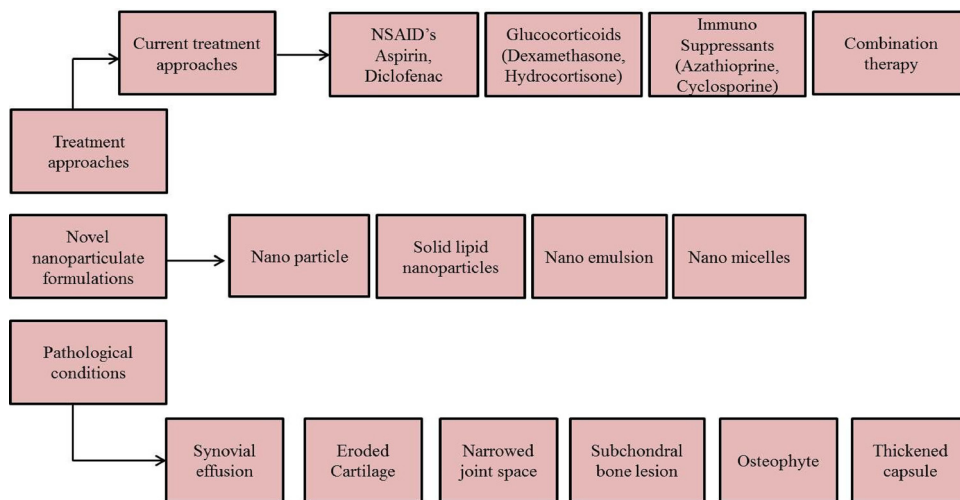 Current treatment
approaches
NSAID's
Aspirin,
Diclofenac
Glucocorticoids
(Dexamethasone,
Hydrocortisone)
Immuno
Suppressants
(Azathioprine,
Cyclosporine)
Combination
therapy
Treatment
approaches
Novel
nanoparticulate
formulations
Nano particle
Solid lipid
nanoparticles
Nano emulsion
Nano micelles
Pathological
conditions
Synovial
effusion
Eroded
Cartilage
Narrowed
joint space
Subchondral
bone lesion
Osteophyte
Thickened
capsule